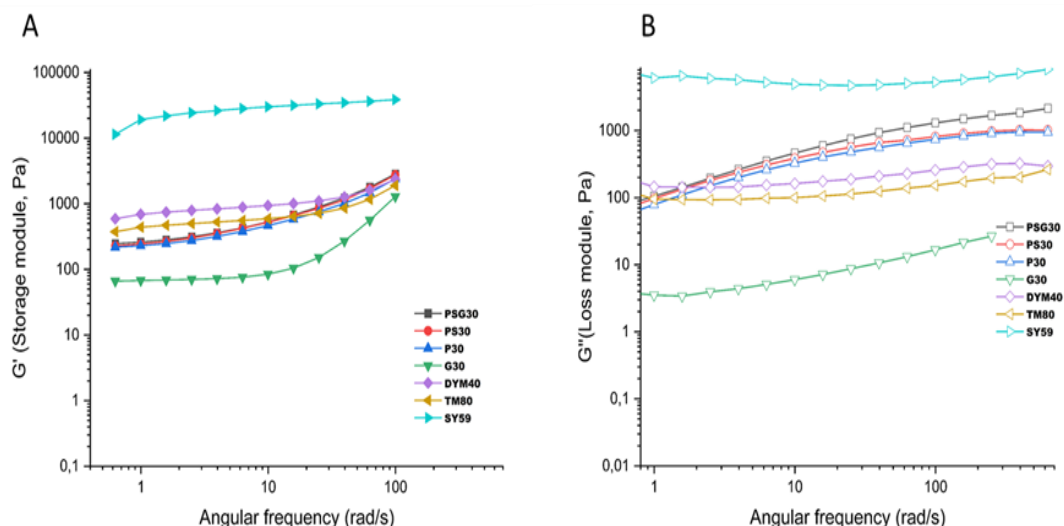 A
G' (Storage module, Pa)
100000
10000
1000
100
10
1
0,1
PSG30
PS30
P30
G30
DYM40
TM80
SY59
1
10
100
Angular frequency (rad/s)
B
G"(Loss module, Pa)
1000
100
10
1
0,1
0,01
PSG30
PS30
P30
G30
DYM40
TM80
SY59
1
10
100
Angular frequency (rad/s)